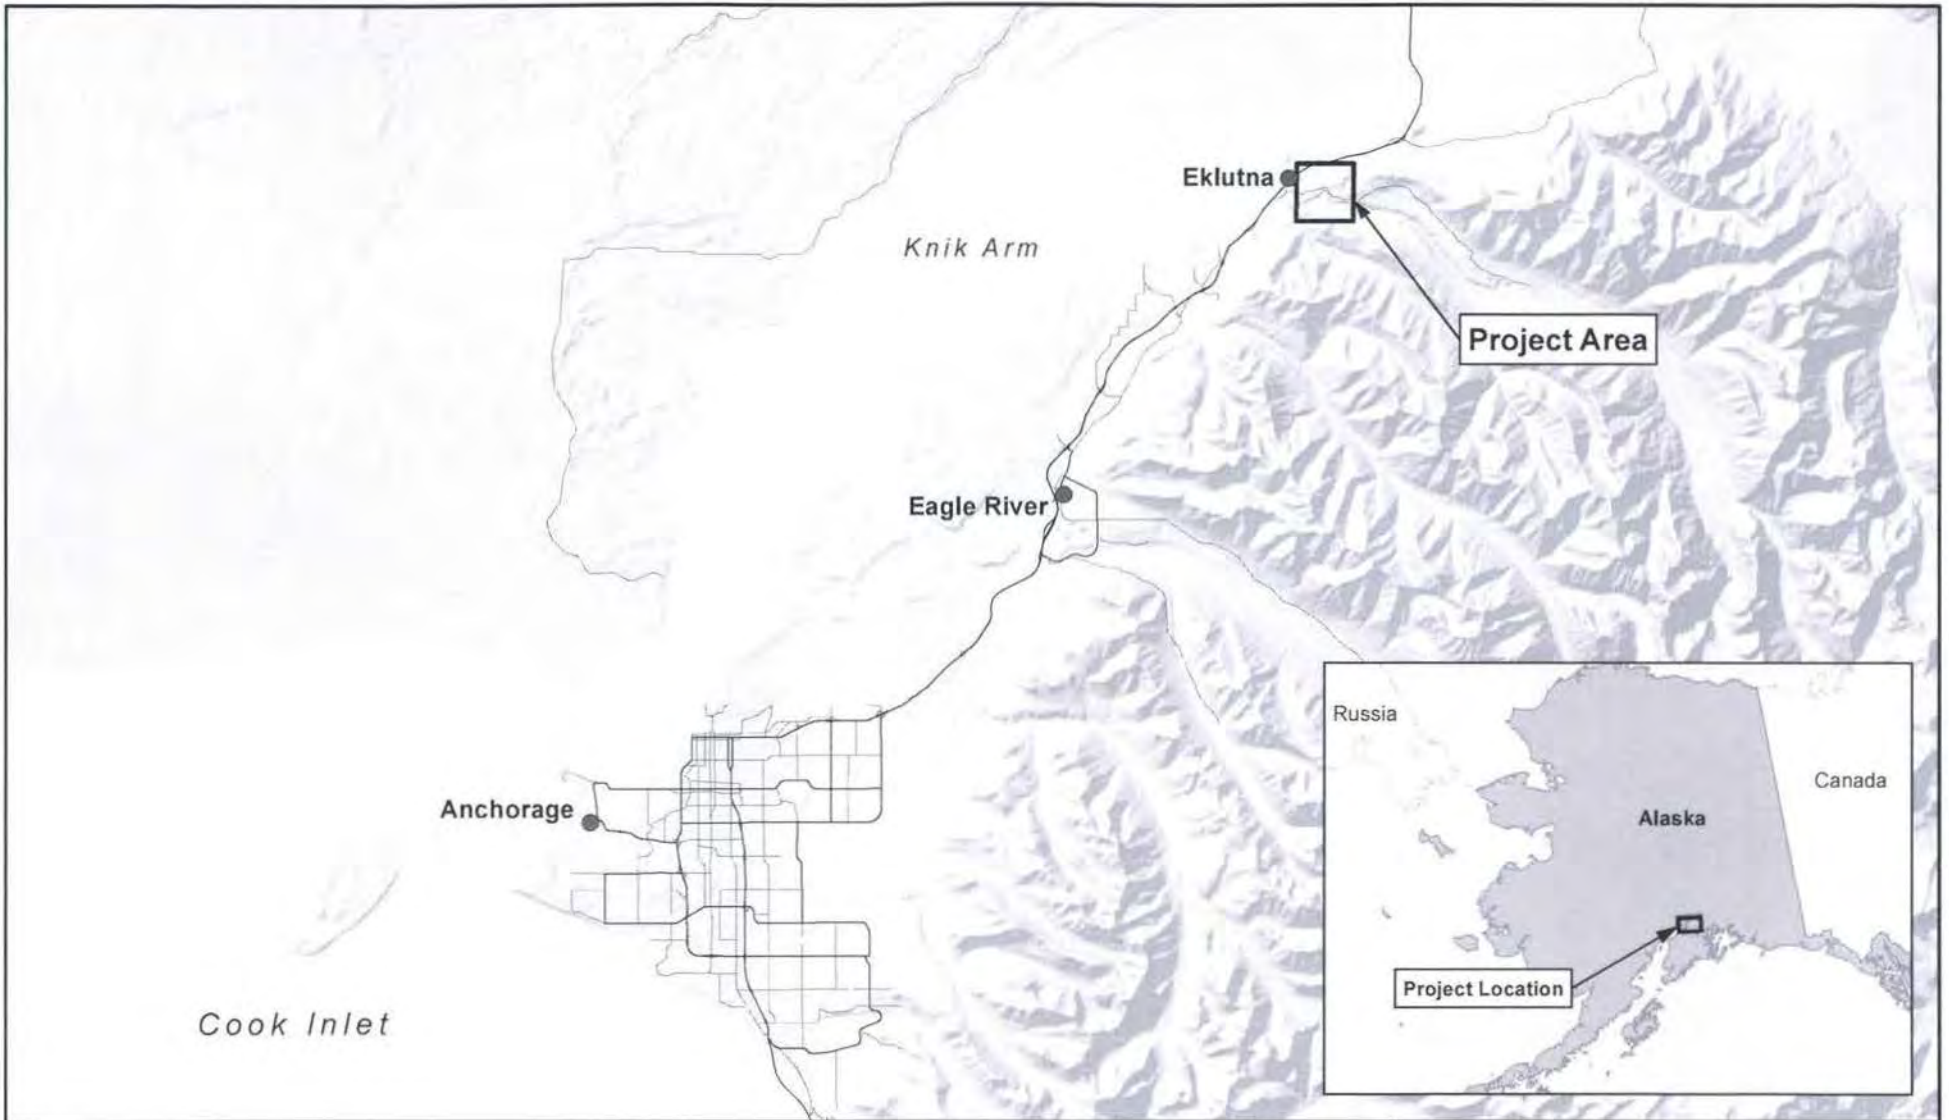 Eklutna
Knik Arm
Project Area
Eagle River
Russia
Canada
Alaska
Anchorage
Project Location
Cook Inlet